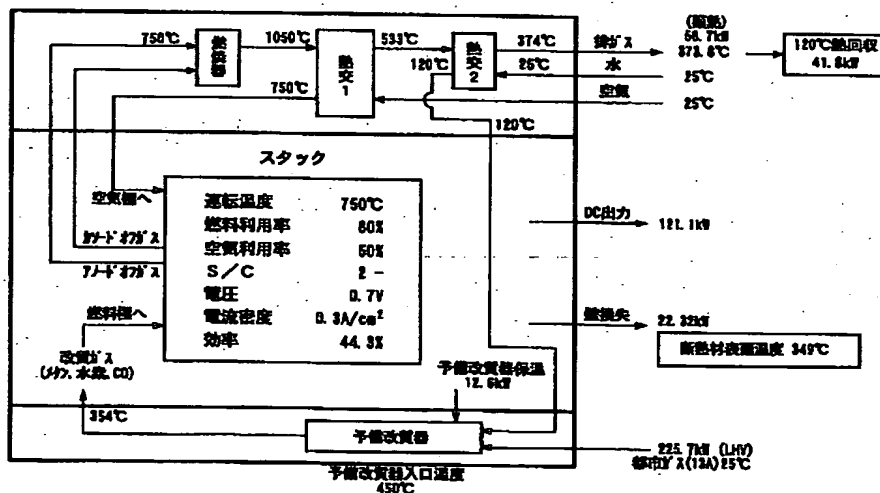 750℃
燃焼器
1050℃
熱交1
533℃
熱交2
374℃
排ガス
(顕熱)
56.7kW
373.6℃
120℃熱回収
41.8kW
120℃
25℃
水
25℃
750℃
空気
25℃
120℃
スタック
空気極へ
カソードオフガス
アノードオフガス
燃料極へ
運転温度 750℃
燃料利用率 80%
空気利用率 50%
S/C 2 -
電圧 0.7V
電流密度 0.3A/cm²
効率 44.3%
DC出力
121.1kW
壁損失
22.32kW
断熱材表面温度 349℃
改質ガス
(メタン,水素,CO)
予備改質器保温
12.6kW
354℃
予備改質器
225.7kW (LHV)
都市ガス(13A)25℃
予備改質器入口温度
450℃